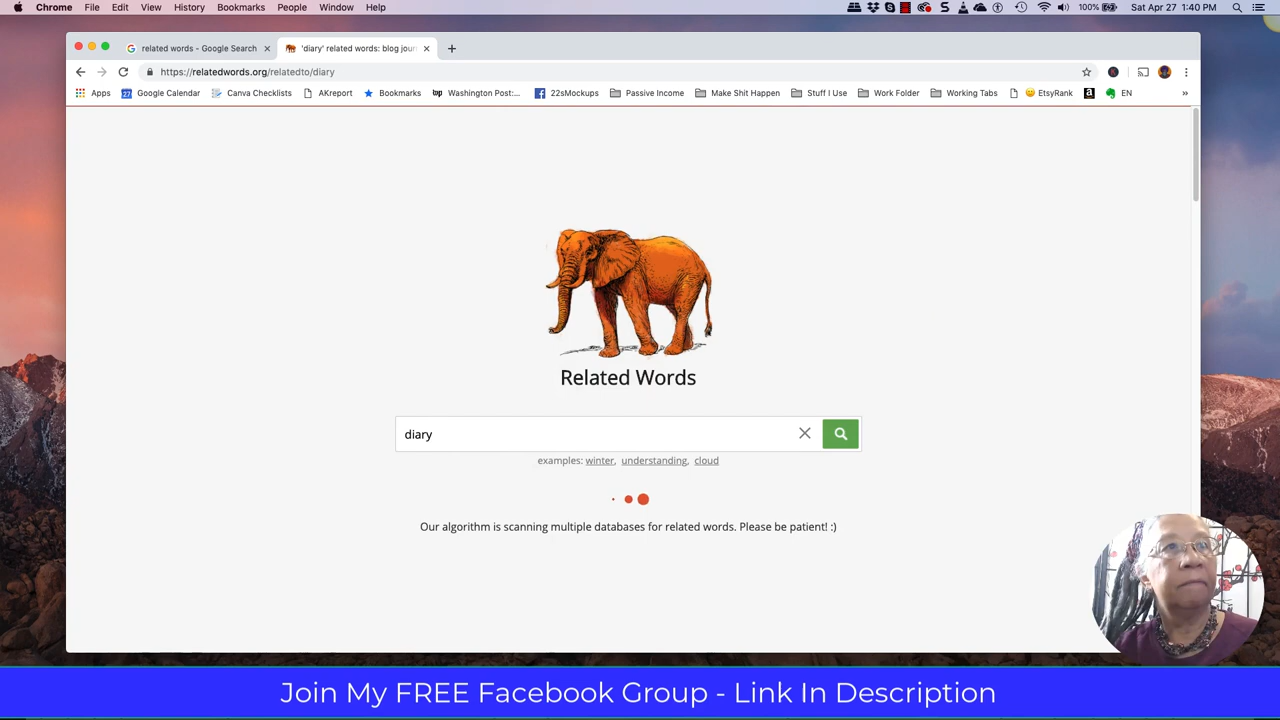 Chrome File Edit View History Bookmarks People Window Help 100% Sat Apr 27 1:40 PM
related words - Google Search 'diary' related words: blog jour
https://relatedwords.org/relatedto/diary
Apps 27 Google Calendar Canva Checklists AKreport Bookmarks wp Washington Post:... 22sMockups Passive Income Make Shit Happen Stuff I Use Work Folder Working Tabs EtsyRank a EN »
Related Words
diary
examples: winter, understanding, cloud
Our algorithm is scanning multiple databases for related words. Please be patient! :)
Join My FREE Facebook Group - Link In Description